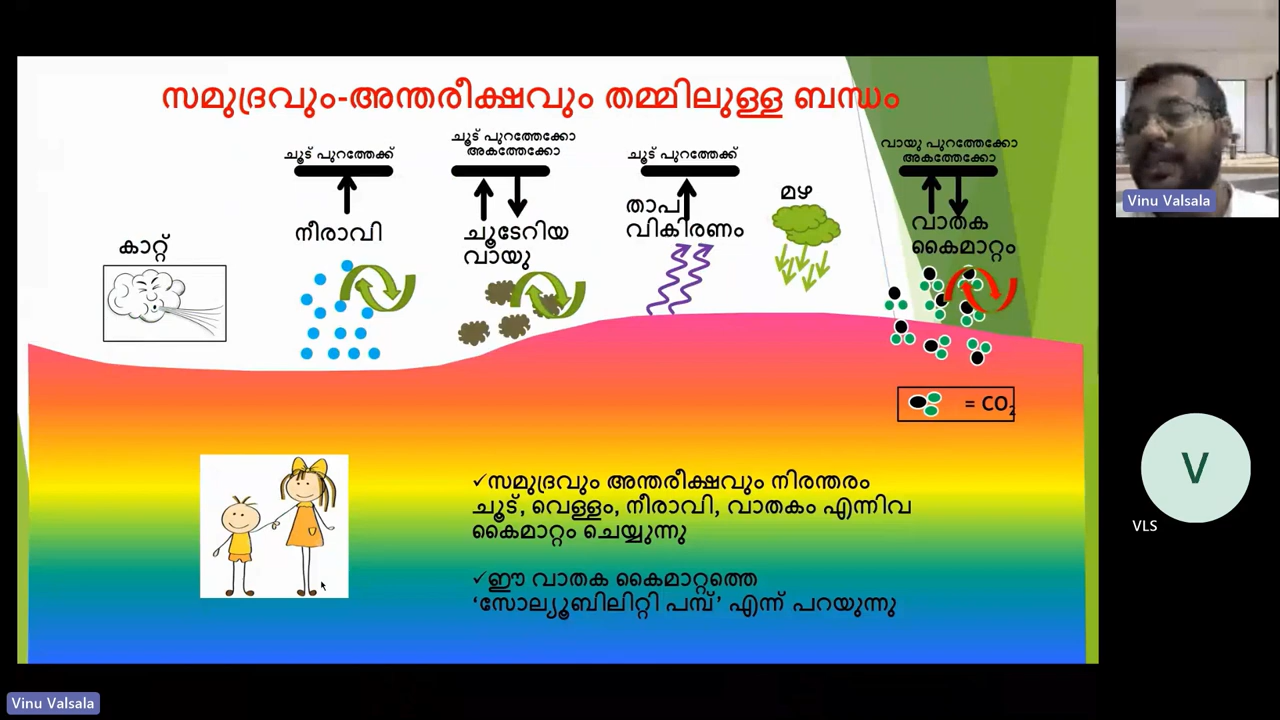 സമുദ്രവും-അന്തരീക്ഷവും തമ്മിലുള്ള ബന്ധം
ചൂട് പുറത്തേക്ക്
ചൂട് പുറത്തേക്കോ
അകത്തേക്കോ
ചൂട് പുറത്തേക്ക്
വായു പുറത്തേക്കോ
അകത്തേക്കോ
കാറ്റ്
നീരാവി
ചൂടേറിയ
വായു
താപ
വികിരണം
മഴ
വാതക
കൈമാറ്റം
= CO₂
✓സമുദ്രവും അന്തരീക്ഷവും നിരന്തരം
ചൂട്, വെള്ളം, നീരാവി, വാതകം എന്നിവ
കൈമാറ്റം ചെയ്യുന്നു
✓ഈ വാതക കൈമാറ്റത്തെ
‘സോല്യൂബിലിറ്റി പമ്പ്’ എന്ന് പറയുന്നു
Vinu Valsala
V
VLS
Vinu Valsala